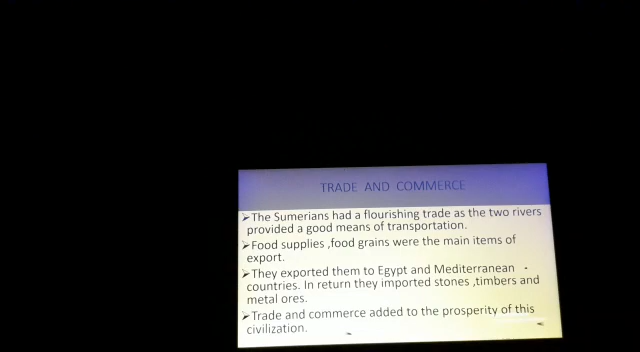 TRADE AND COMMERCE
➢The Sumerians had a flourishing trade as the two rivers
provided a good means of transportation.
➢Food supplies ,food grains were the main items of
export.
➢They exported them to Egypt and Mediterranean
countries. In return they imported stones ,timbers and
metal ores.
➢Trade and commerce added to the prosperity of this
civilization.